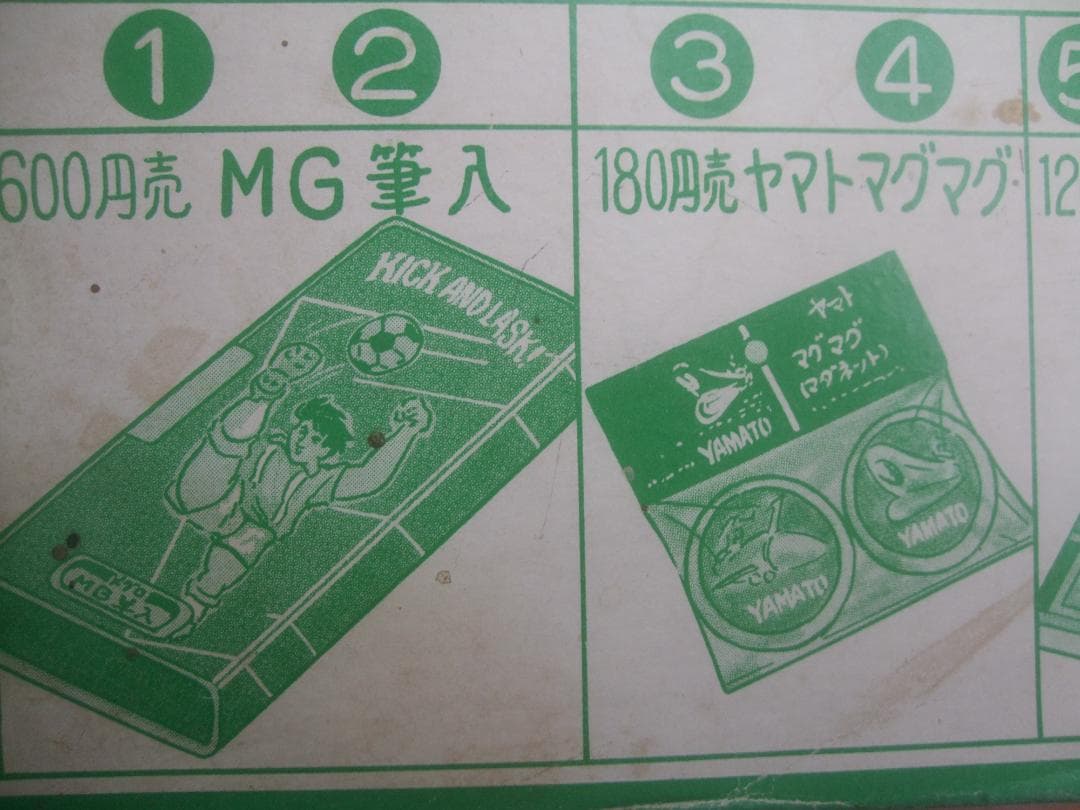 1 2 3 4 5
600円売 MG筆入
180円売 ヤマトマグマグ
12
KICK AND LASK!
MG筆入
ヤマト
マグマグ
(マグネット)
YAMATO
YAMATO
YAMATO